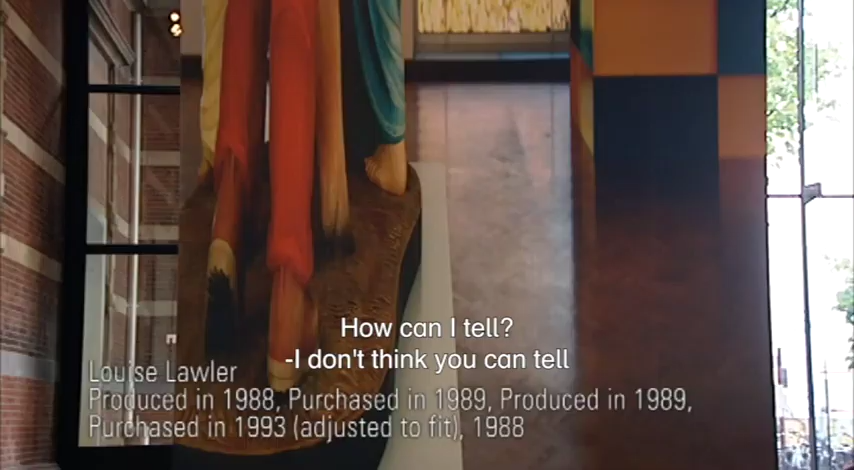 How can I tell?
-I don't think you can tell
Louise Lawler
Produced in 1988, Purchased in 1989, Produced in 1989,
Purchased in 1993 (adjusted to fit), 1988